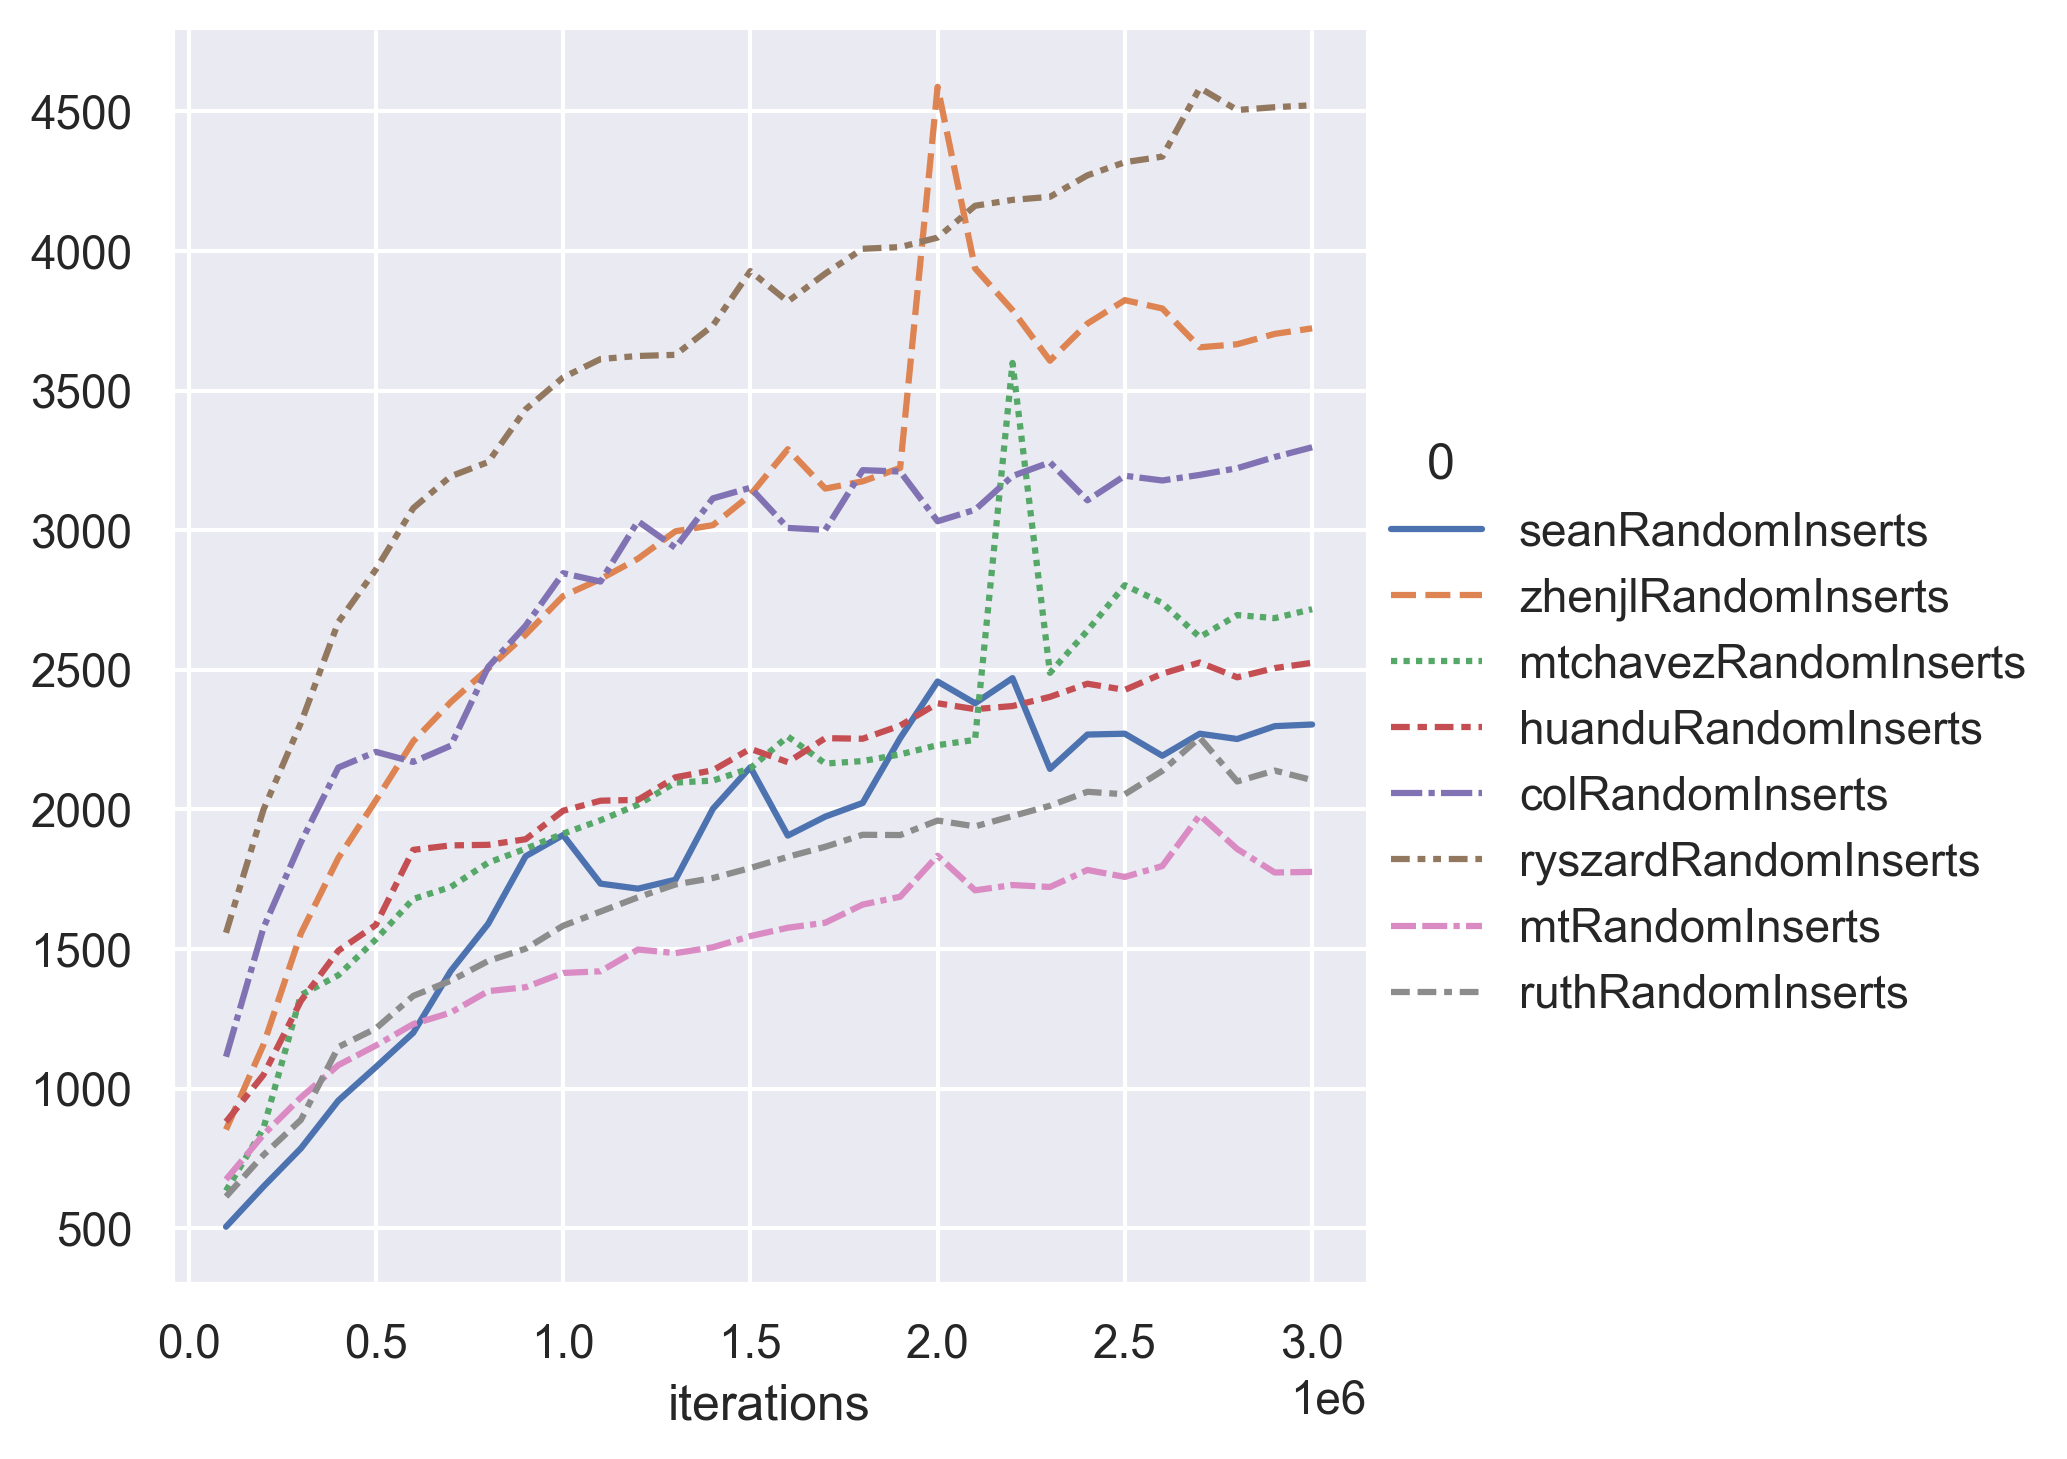 4500
4000
3500
3000
2500
2000
1500
1000
500
0.0 0.5 1.0 1.5 2.0 2.5 3.0
1e6
iterations
0
seanRandomInserts
zhenjlRandomInserts
mtchavezRandomInserts
huanduRandomInserts
colRandomInserts
ryszardRandomInserts
mtRandomInserts
ruthRandomInserts